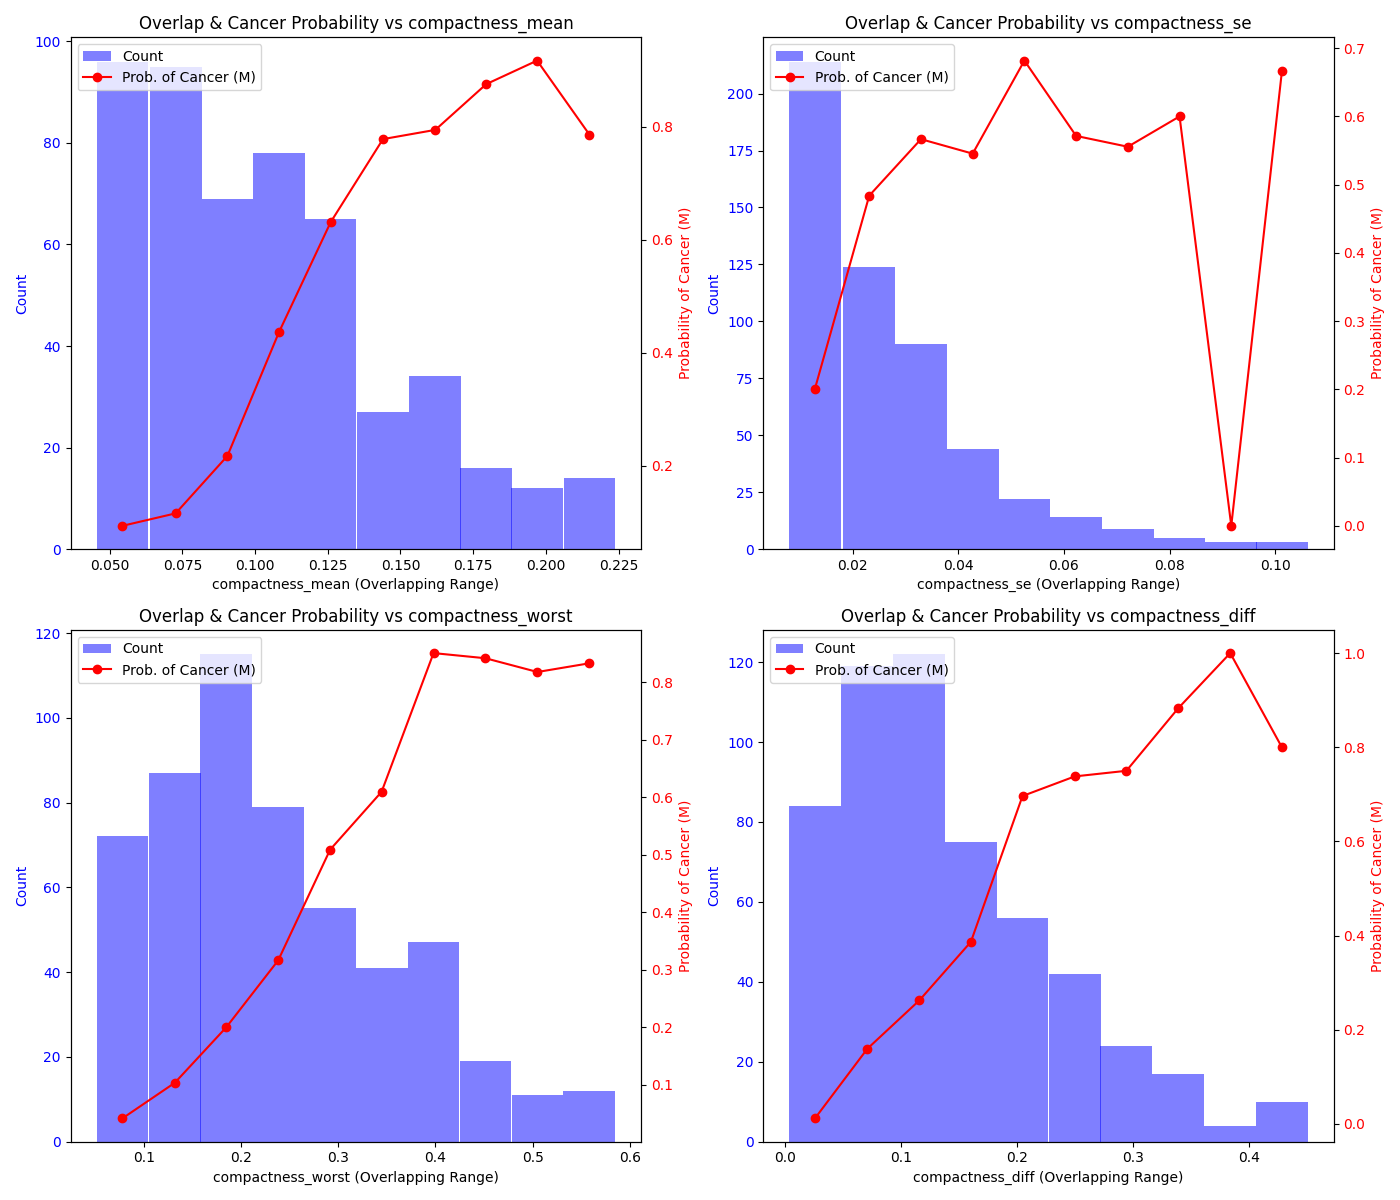 Overlap & Cancer Probability vs compactness_mean
Count
Prob. of Cancer (M)
100
80
60
40
20
0
Count
0.8
0.6
0.4
0.2
Probability of Cancer (M)
0.050 0.075 0.100 0.125 0.150 0.175 0.200 0.225
compactness_mean (Overlapping Range)
Overlap & Cancer Probability vs compactness_se
Count
Prob. of Cancer (M)
200
175
150
125
100
75
50
25
0
Count
0.7
0.6
0.5
0.4
0.3
0.2
0.1
0.0
Probability of Cancer (M)
0.02 0.04 0.06 0.08 0.10
compactness_se (Overlapping Range)
Overlap & Cancer Probability vs compactness_worst
Count
Prob. of Cancer (M)
120
100
80
60
40
20
0
Count
0.8
0.7
0.6
0.5
0.4
0.3
0.2
0.1
Probability of Cancer (M)
0.1 0.2 0.3 0.4 0.5 0.6
compactness_worst (Overlapping Range)
Overlap & Cancer Probability vs compactness_diff
Count
Prob. of Cancer (M)
120
100
80
60
40
20
0
Count
1.0
0.8
0.6
0.4
0.2
0.0
Probability of Cancer (M)
0.0 0.1 0.2 0.3 0.4
compactness_diff (Overlapping Range)